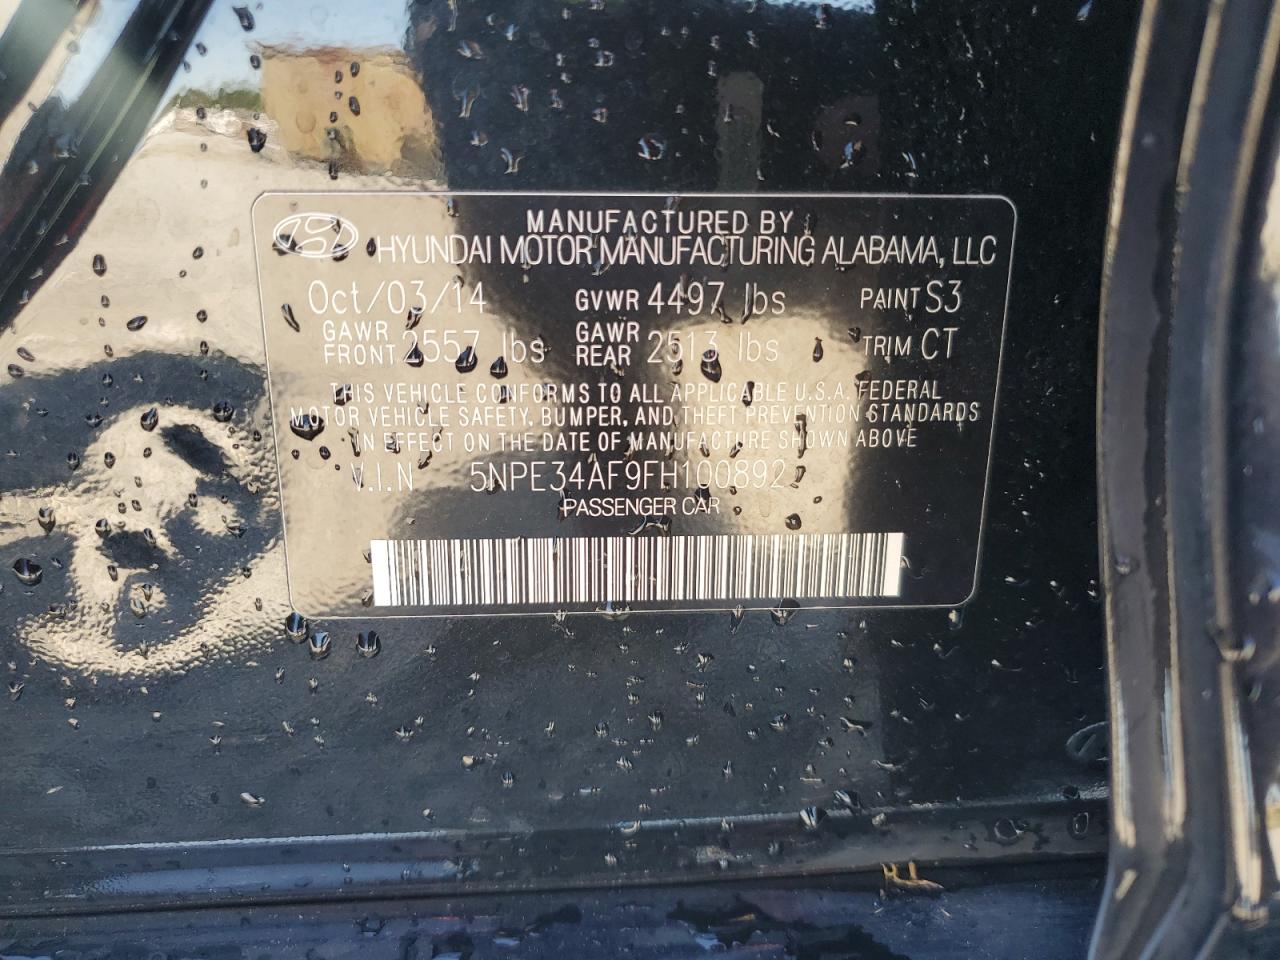 MANUFACTURED BY
HYUNDAI MOTOR MANUFACTURING ALABAMA, LLC
Oct/03/14 GVWR 4497 lbs PAINT S3
GAWR FRONT 2557 lbs GAWR REAR 2513 lbs TRIM CT
THIS VEHICLE CONFORMS TO ALL APPLICABLE U.S.A. FEDERAL
MOTOR VEHICLE SAFETY, BUMPER, AND THEFT PREVENTION STANDARDS
IN EFFECT ON THE DATE OF MANUFACTURE SHOWN ABOVE
V.I.N 5NPE34AF9FH100892
PASSENGER CAR